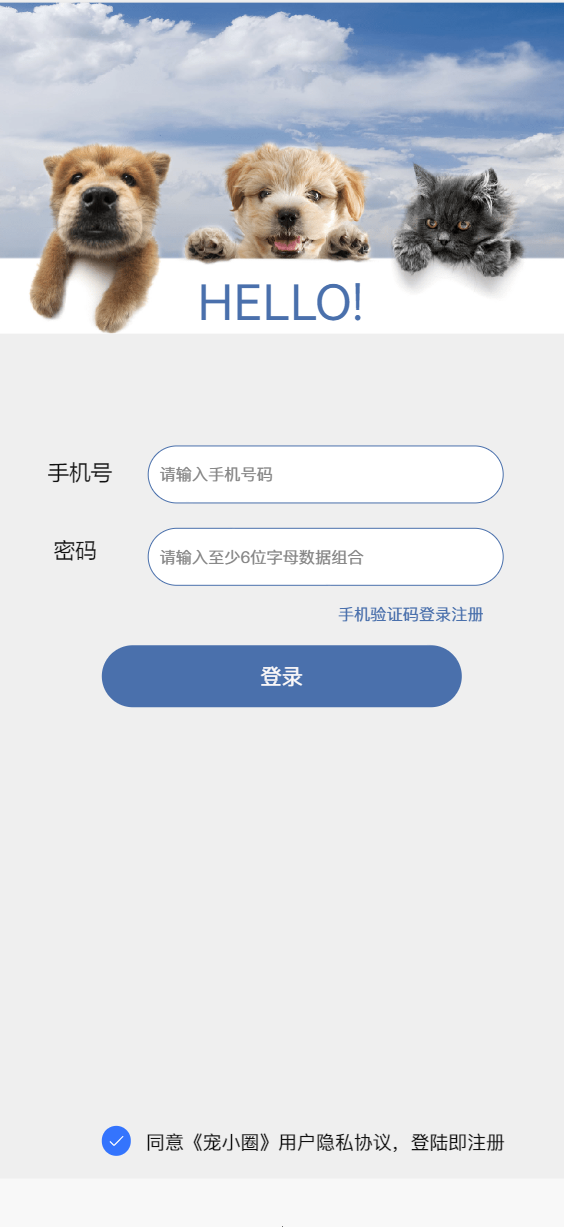 HELLO!
手机号
请输入手机号码
密码
请输入至少6位字母数据组合
手机验证码登录注册
登录
同意《宠小圈》用户隐私协议，登陆即注册